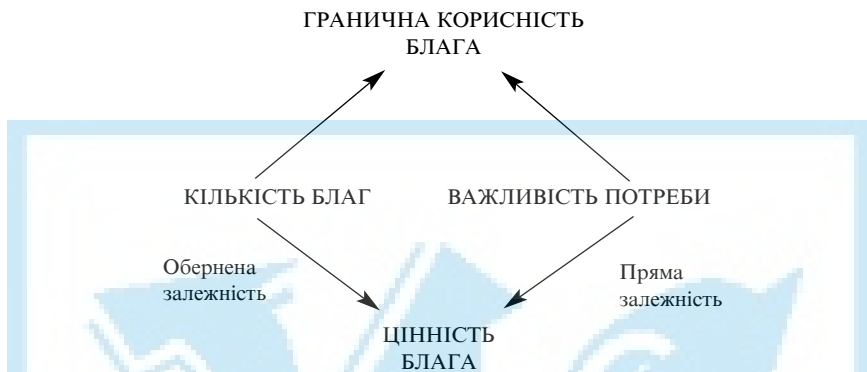 ГРАНИЧНА КОРИСНІСТЬ
БЛАГА
КІЛЬКІСТЬ БЛАГ
ВАЖЛИВІСТЬ ПОТРЕБИ
Обернена
залежність
Пряма
залежність
ЦІННІСТЬ
БЛАГА